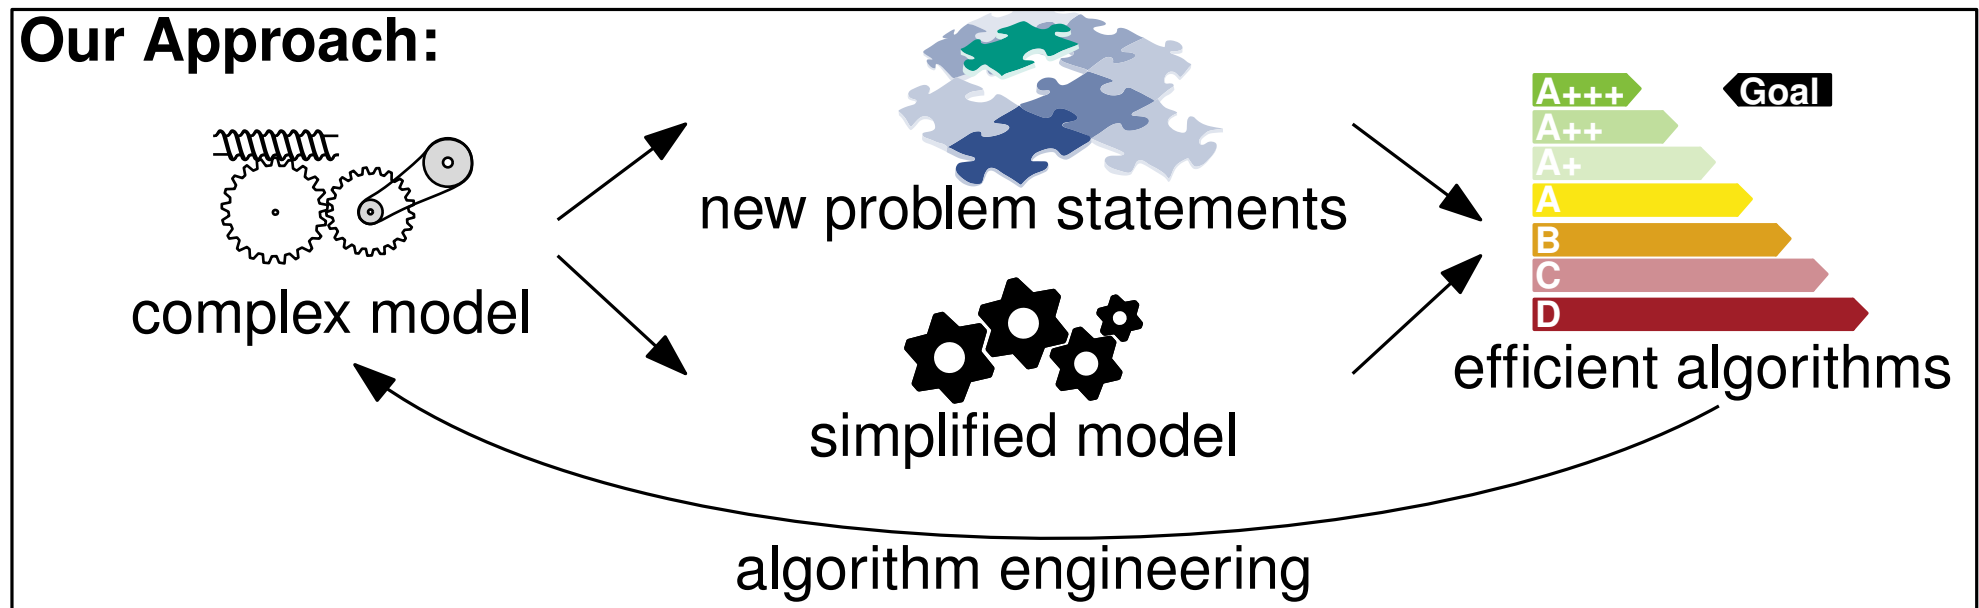 Our Approach:
new problem statements
complex model
simplified model
A+++
Goal
A++
A+
A
B
C
D
efficient algorithms
algorithm engineering